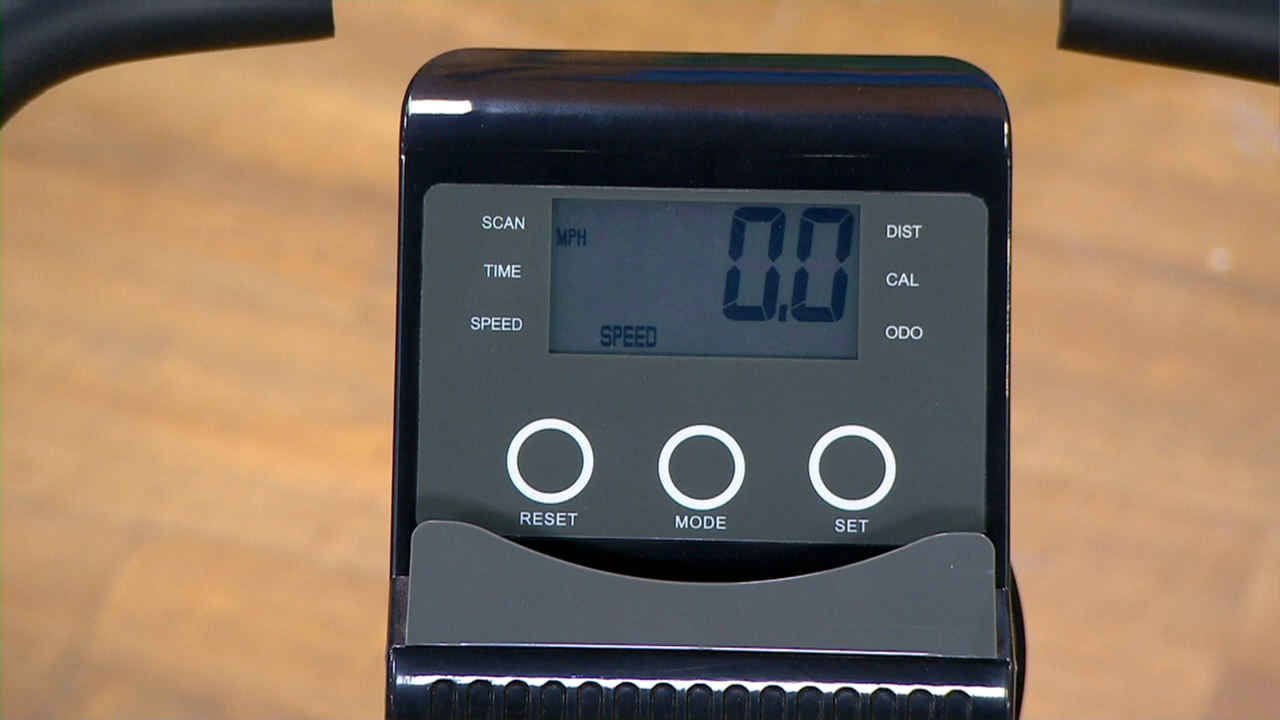 SCAN
TIME
SPEED
MPH
0.0
SPEED
DIST
CAL
ODO
RESET
MODE
SET